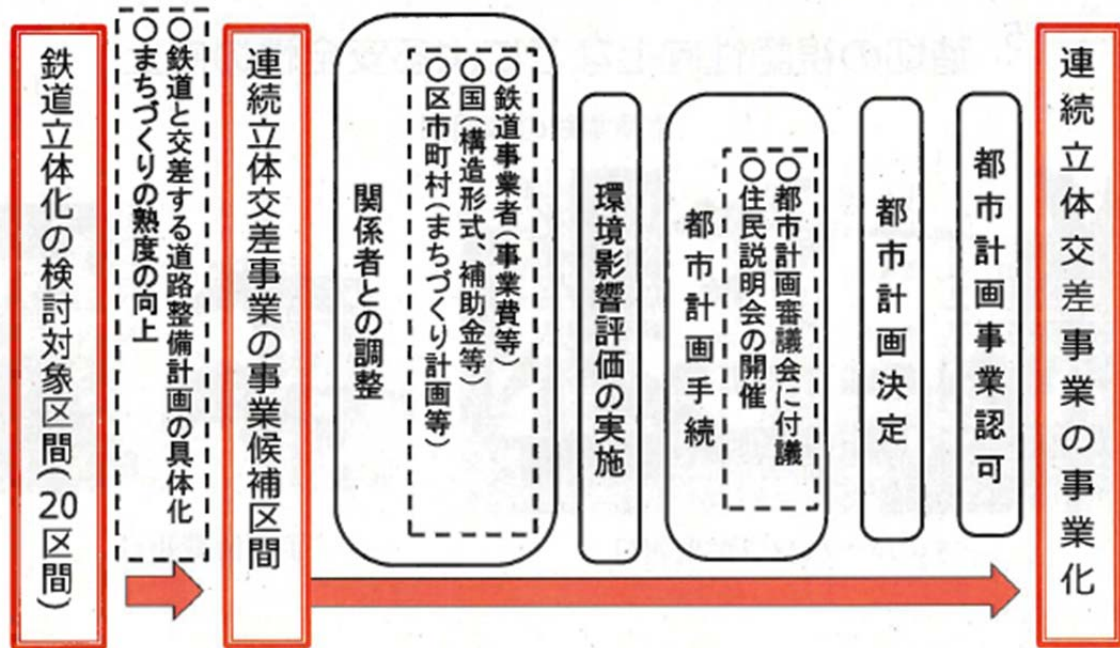 鉄道立体化の検討対象区間(20区間)
○鉄道と交差する道路整備計画の具体化
○まちづくりの熟度の向上
連続立体交差事業の事業候補区間
関係者との調整
○鉄道事業者(事業費等)
○国(構造形式、補助金等)
○区市町村(まちづくり計画等)
環境影響評価の実施
都市計画手続
○都市計画審議会に付議
○住民説明会の開催
都市計画決定
都市計画事業認可
連続立体交差事業の事業化